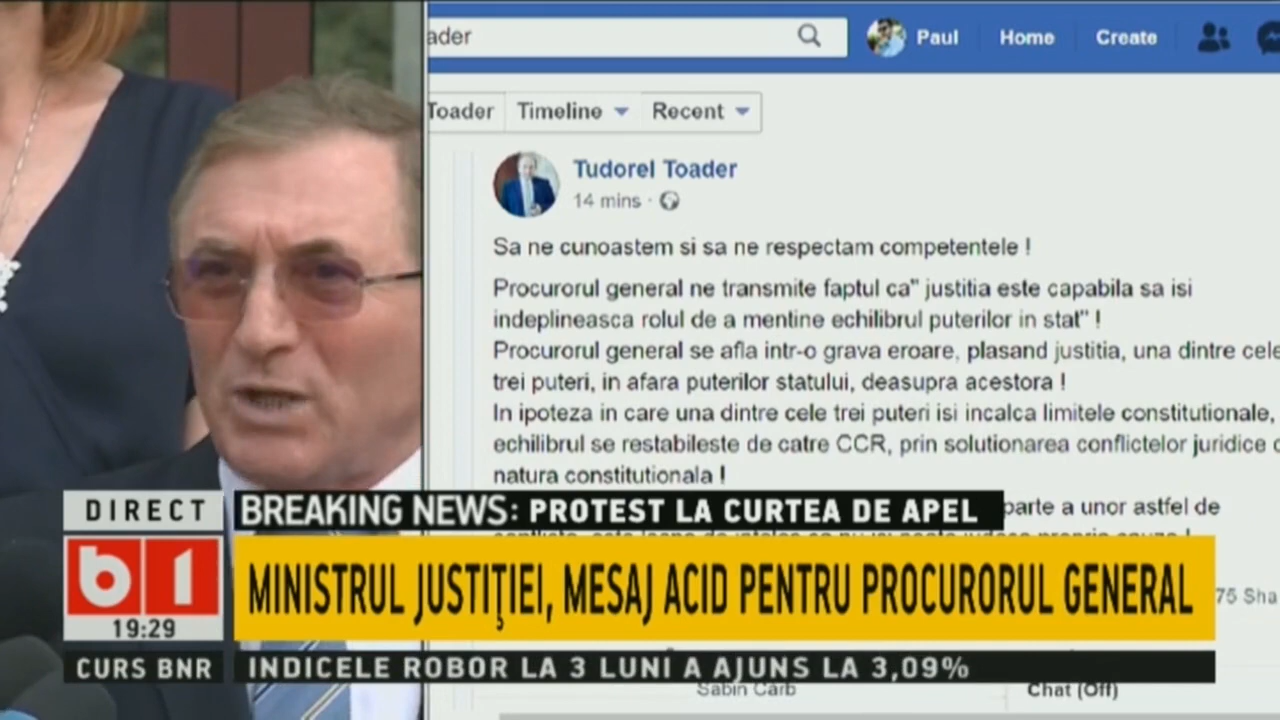 ader
Paul Home Create
Toader Timeline Recent
Tudorel Toader
14 mins
Sa ne cunoastem si sa ne respectam competentele !
Procurorul general ne transmite faptul ca" justitia este capabila sa isi
indeplineasca rolul de a mentine echilibrul puterilor in stat" !
Procurorul general se afla intr-o grava eroare, plasand justitia, una dintre cele
trei puteri, in afara puterilor statului, deasupra acestora !
In ipoteza in care una dintre cele trei puteri isi incalca limitele constitutionale,
echilibrul se restabileste de catre CCR, prin solutionarea conflictelor juridice
natura constitutionala !
parte a unor astfel de
DIRECT
BREAKING NEWS: PROTEST LA CURTEA DE APEL
b1
MINISTRUL JUSTIŢIEI, MESAJ ACID PENTRU PROCURORUL GENERAL
75 Sha
19:29
CURS BNR
INDICELE ROBOR LA 3 LUNI A AJUNS LA 3,09%
Sabin Carb
Chat (Off)